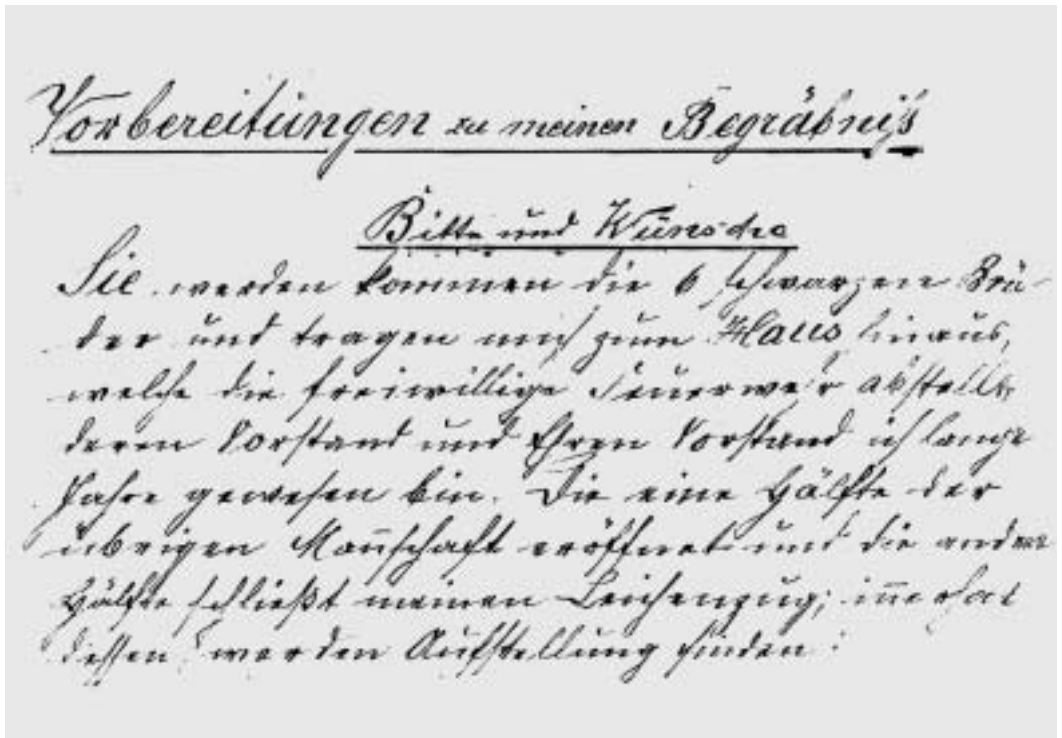 Vorbereitungen zu meinen Begräbniß
Bitte und Wünsche
Sie werden kommen die 6 schwarzen Brü-
der und tragen mich zum Haus hinaus,
welche die freiwillige Feuerwehr abstellt,
deren Vorstand und Ehren Vorstand ich lange
Jahre gewesen bin. Die eine Hälfte der
übrigen Mañschaft eröffnet und die andere
Hälfte schließt meinen Leichenzug; iñerhal
dessen werden Aufstellung finden: